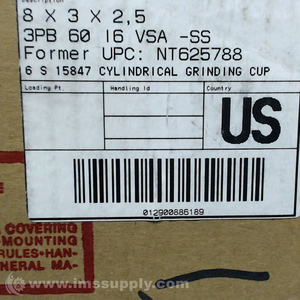 Description
8 X 3 X 2,5
3PB 60 I6 VSA -SS
Former UPC: NT625788
6 S 15847 CYLINDRICAL GRINDING CUP
Loading Pt.
Handling Id
Country
US
012900886189
COVERING
-MOUNTING
RULES-HAN-
NERAL MA-
© www.imssupply.com